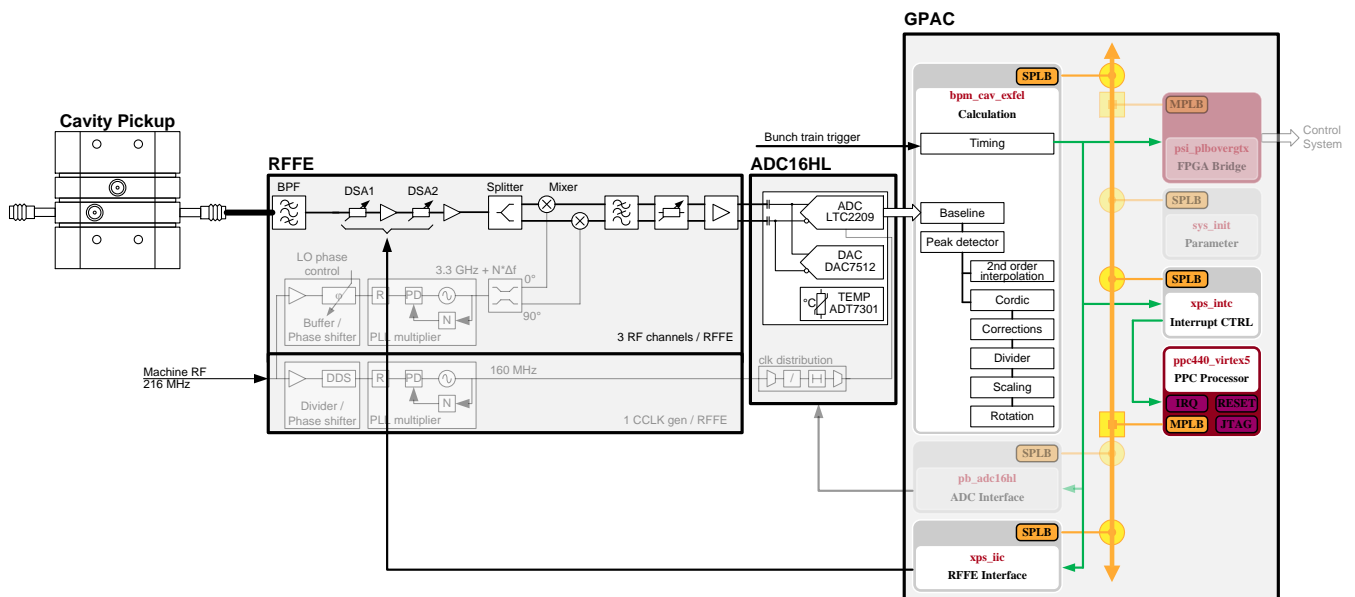 GPAC
SPLB
bpm_cav_exfel
Calculation
MPLB
Cavity Pickup
Bunch train trigger
Timing
psi_plbovergtx
FPGA Bridge
Control
System
RFFE
ADC16HL
BPF
DSA1
DSA2
Splitter
Mixer
ADC
LTC2209
Baseline
SPLB
Peak detector
sys_init
Parameter
DAC
DAC7512
LO phase
control
3.3 GHz + N*Δf
0°
2nd order
interpolation
SPLB
φ
R
PD
°C
TEMP
ADT7301
Cordic
xps_intc
Interrupt CTRL
N
90°
Buffer /
Phase shifter
PLL multiplier
3 RF channels / RFFE
Corrections
Divider
ppc440_virtex5
PPC Processor
clk distribution
Machine RF
216 MHz
DDS
R
PD
160 MHz
/
Scaling
N
IRQ
RESET
Divider /
Phase shifter
PLL multiplier
1 CCLK gen / RFFE
Rotation
MPLB
JTAG
SPLB
pb_adc16hl
ADC Interface
SPLB
xps_iic
RFFE Interface